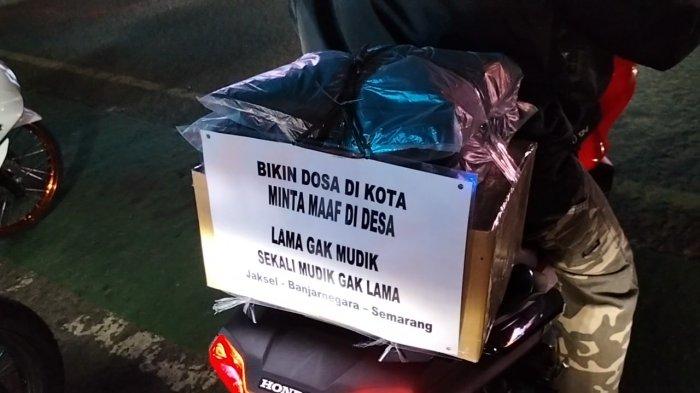 BIKIN DOSA DI KOTA
MINTA MAAF DI DESA
LAMA GAK MUDIK
SEKALI MUDIK GAK LAMA
Jaksel - Banjarnegara – Semarang
HONDA